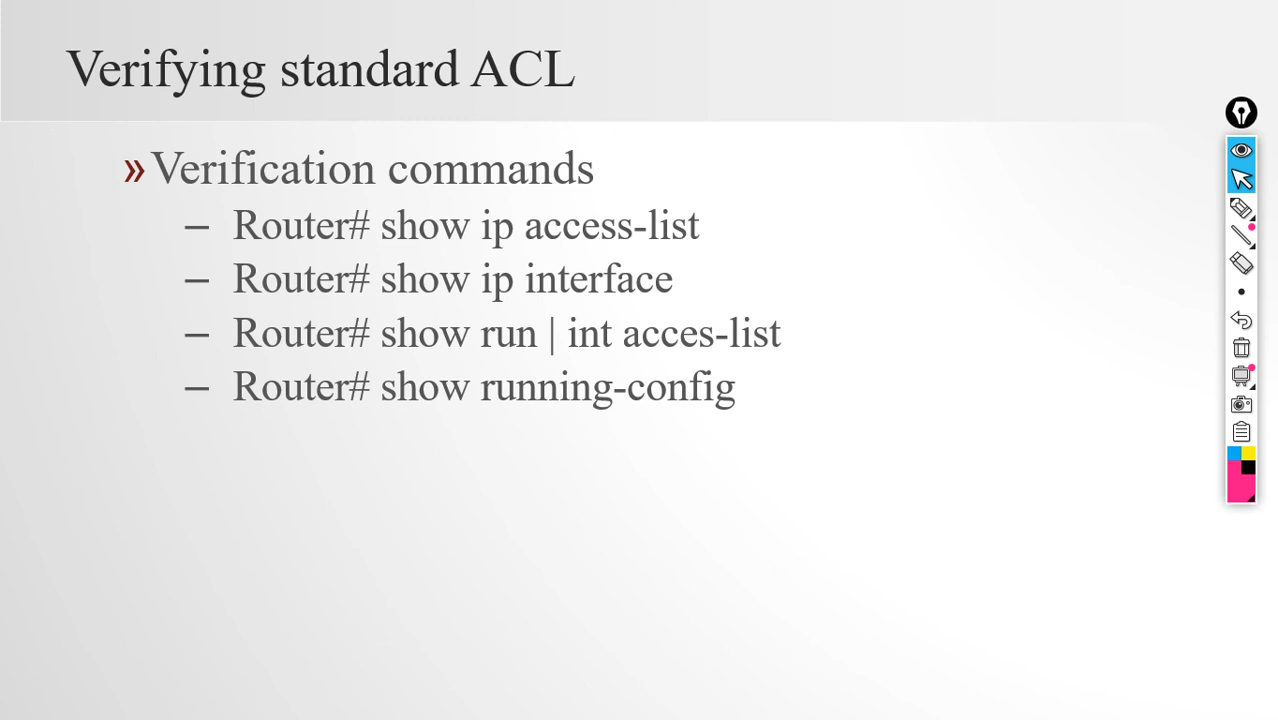 Verifying standard ACL
» Verification commands
– Router# show ip access-list
– Router# show ip interface
– Router# show run | int acces-list
– Router# show running-config